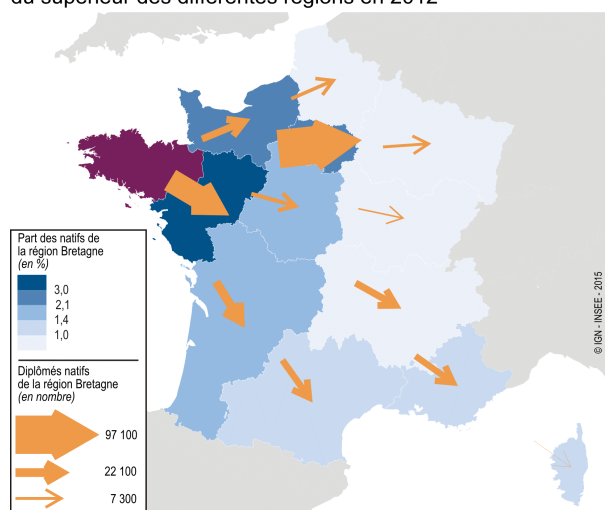 du supérieur des différentes régions en 2012
Part des natifs de
la région Bretagne
(en %)
3,0
2,1
1,4
1,0
Diplômés natifs
de la région Bretagne
(en nombre)
97 100
22 100
7 300
© IGN - INSEE - 2015